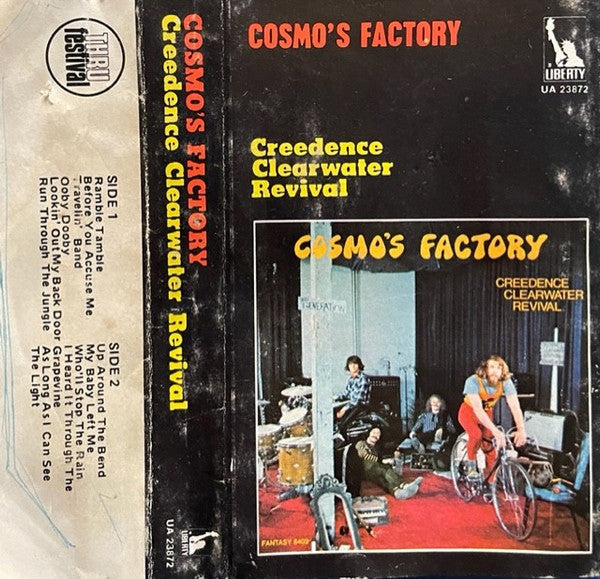 THRU
festival
SIDE 1
Ramble Tamble
Before You Accuse Me
Travelin' Band
Ooby Dooby
Lookin' Out My Back Door
Run Through The Jungle
SIDE 2
Up Around The Bend
My Baby Left Me
Who'll Stop The Rain
I Heard It Through The
Grapevine
As Long As I Can See
The Light
COSMO'S FACTORY
Creedence Clearwater Revival
LIBERTY
UA 23872
COSMO'S FACTORY
LIBERTY
UA 23872
Creedence
Clearwater
Revival
COSMO'S FACTORY
CREEDENCE
CLEARWATER
REVIVAL
GENERATION
FANTASY 8402